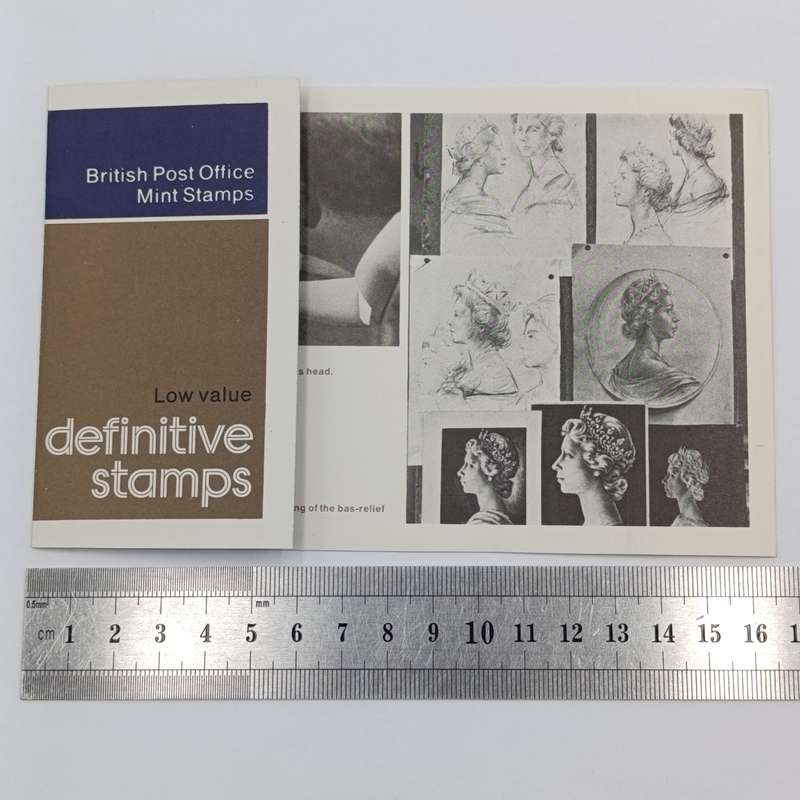 British Post Office
Mint Stamps
Low value
definitive
stamps
s head.
ng of the bas-relief
0.5mm
mm
cm 1 2 3 4 5 6 7 8 9 10 11 12 13 14 15 16 1